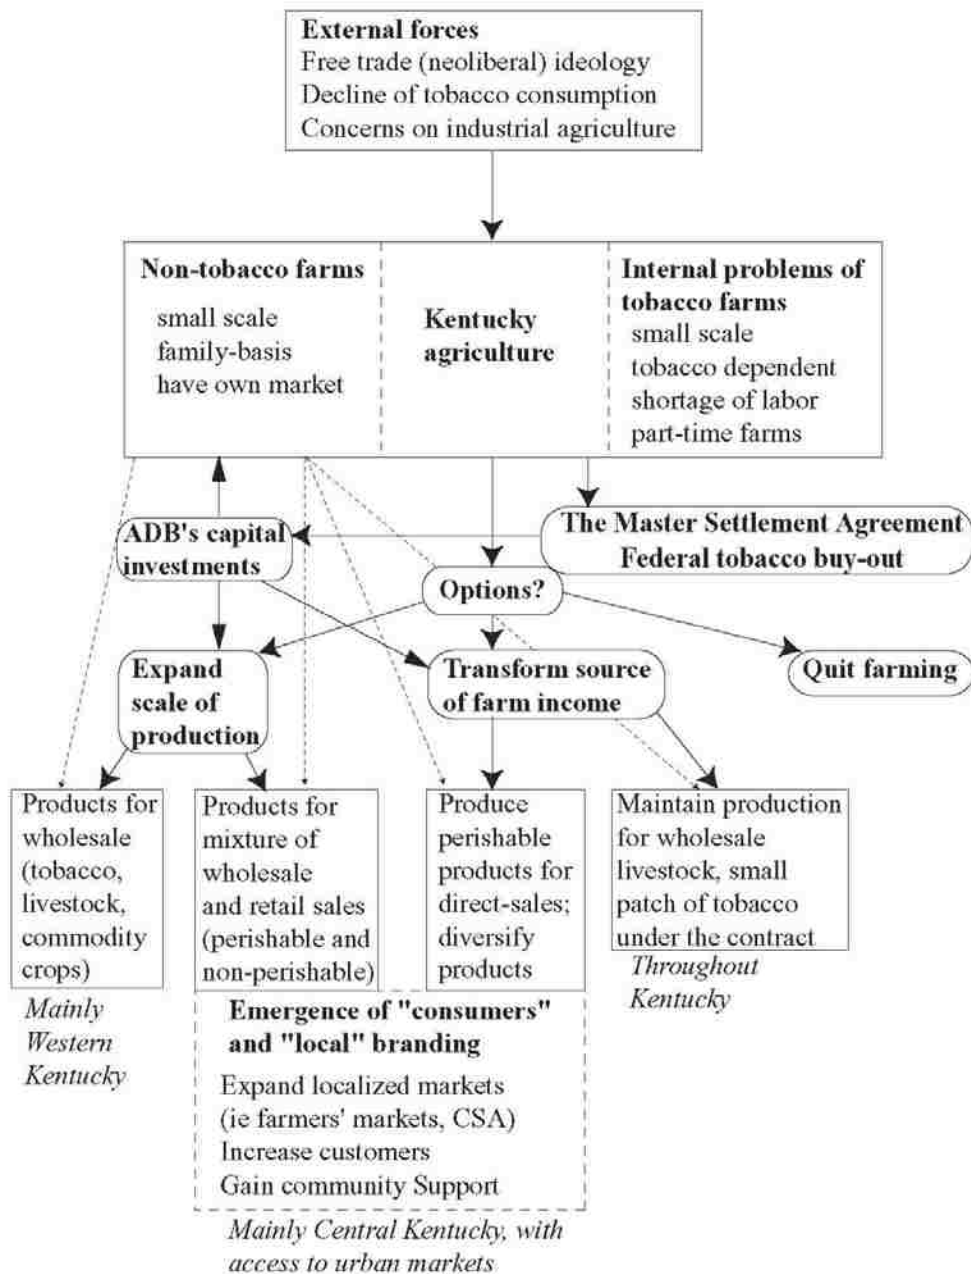 External forces
Free trade (neoliberal) ideology
Decline of tobacco consumption
Concerns on industrial agriculture
Non-tobacco farms
small scale
family-basis
have own market
Kentucky
agriculture
Internal problems of
tobacco farms
small scale
tobacco dependent
shortage of labor
part-time farms
ADB's capital
investments
The Master Settlement Agreement
Federal tobacco buy-out
Options?
Expand
scale of
production
Transform source
of farm income
Quit farming
Products for
wholesale
(tobacco,
livestock,
commodity
crops)
Mainly
Western
Kentucky
Products for
mixture of
wholesale
and retail sales
(perishable and
non-perishable)
Produce
perishable
products for
direct-sales;
diversify
products
Maintain production
for wholesale
livestock, small
patch of tobacco
under the contract
Throughout
Kentucky
Emergence of "consumers"
and "local" branding
Expand localized markets
(ie farmers' markets, CSA)
Increase customers
Gain community Support
Mainly Central Kentucky, with
access to urban markets